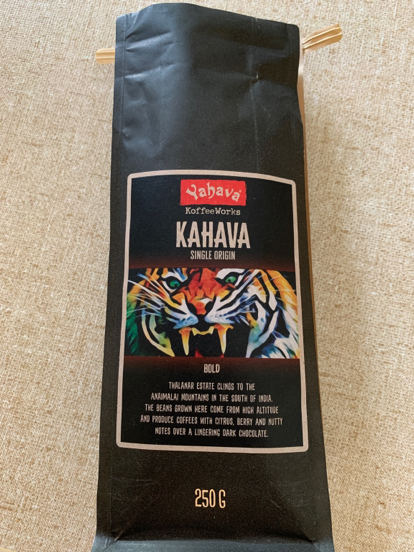 Yahava
KoffeeWorks
KAHAVA
SINGLE ORIGIN
BOLD
THALANAR ESTATE CLINGS TO THE
ANAIMALAI MOUNTAINS IN THE SOUTH OF INDIA.
THE BEANS GROWN HERE COME FROM HIGH ALTITUDE
AND PRODUCE COFFEES WITH CITRUS, BERRY AND NUTTY
NOTES OVER A LINGERING DARK CHOCOLATE.
250 G